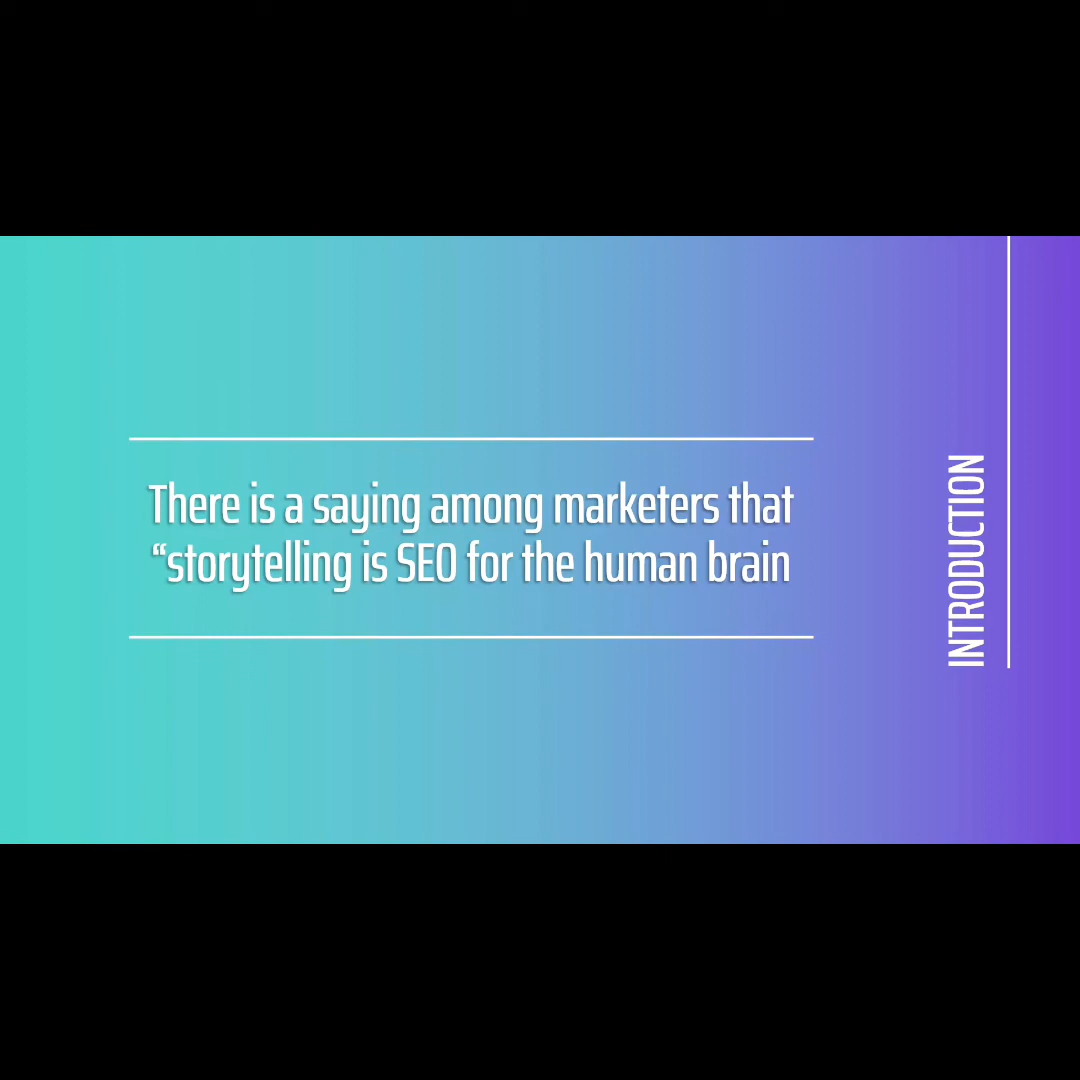 There is a saying among marketers that
“storytelling is SEO for the human brain
INTRODUCTION